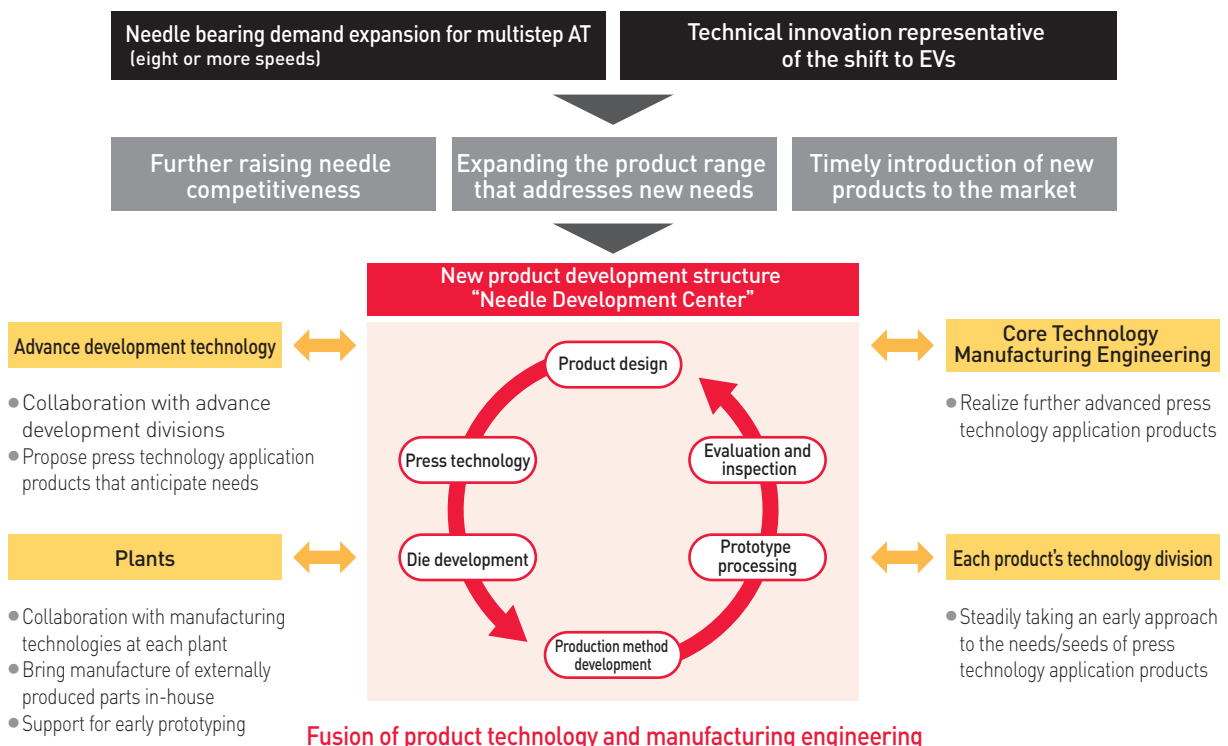 Needle bearing demand expansion for multistep AT
(eight or more speeds)
Technical innovation representative
of the shift to EVs
Further raising needle
competitiveness
Expanding the product range
that addresses new needs
Timely introduction of new
products to the market
New product development structure
“Needle Development Center”
Advance development technology
●Collaboration with advance
development divisions
●Propose press technology application
products that anticipate needs
Plants
●Collaboration with manufacturing
technologies at each plant
●Bring manufacture of externally
produced parts in-house
●Support for early prototyping
Product design
Press technology
Die development
Production method
development
Prototype
processing
Evaluation and
inspection
Core Technology
Manufacturing Engineering
●Realize further advanced press
technology application products
Each product's technology division
●Steadily taking an early approach
to the needs/seeds of press
technology application products
Fusion of product technology and manufacturing engineering